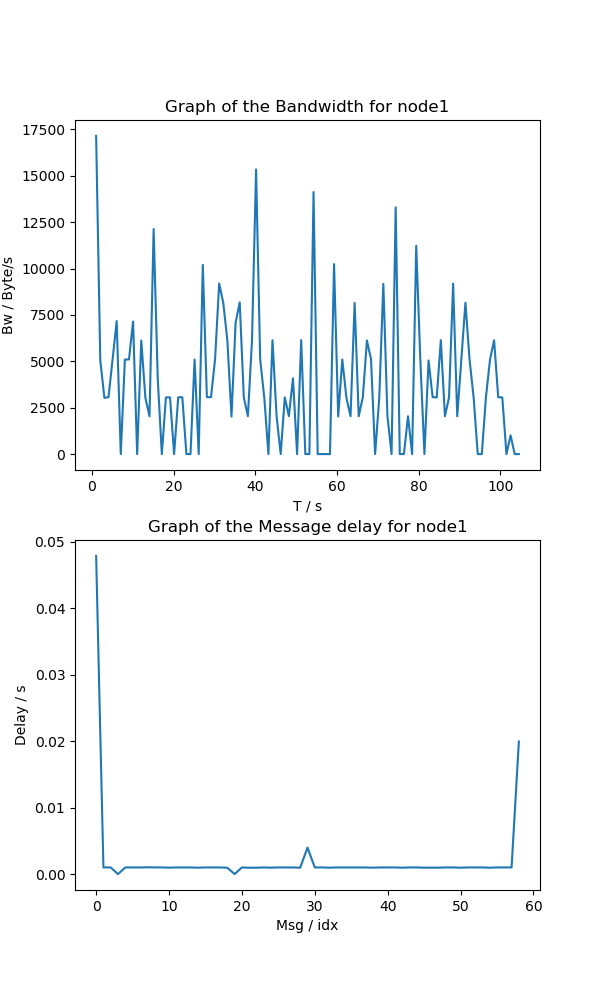 Graph of the Bandwidth for node1
17500
15000
12500
10000
7500
5000
2500
0
Bw / Byte/s
0 20 40 60 80 100
T / s
Graph of the Message delay for node1
0.05
0.04
0.03
0.02
0.01
0.00
Delay / s
0 10 20 30 40 50 60
Msg / idx